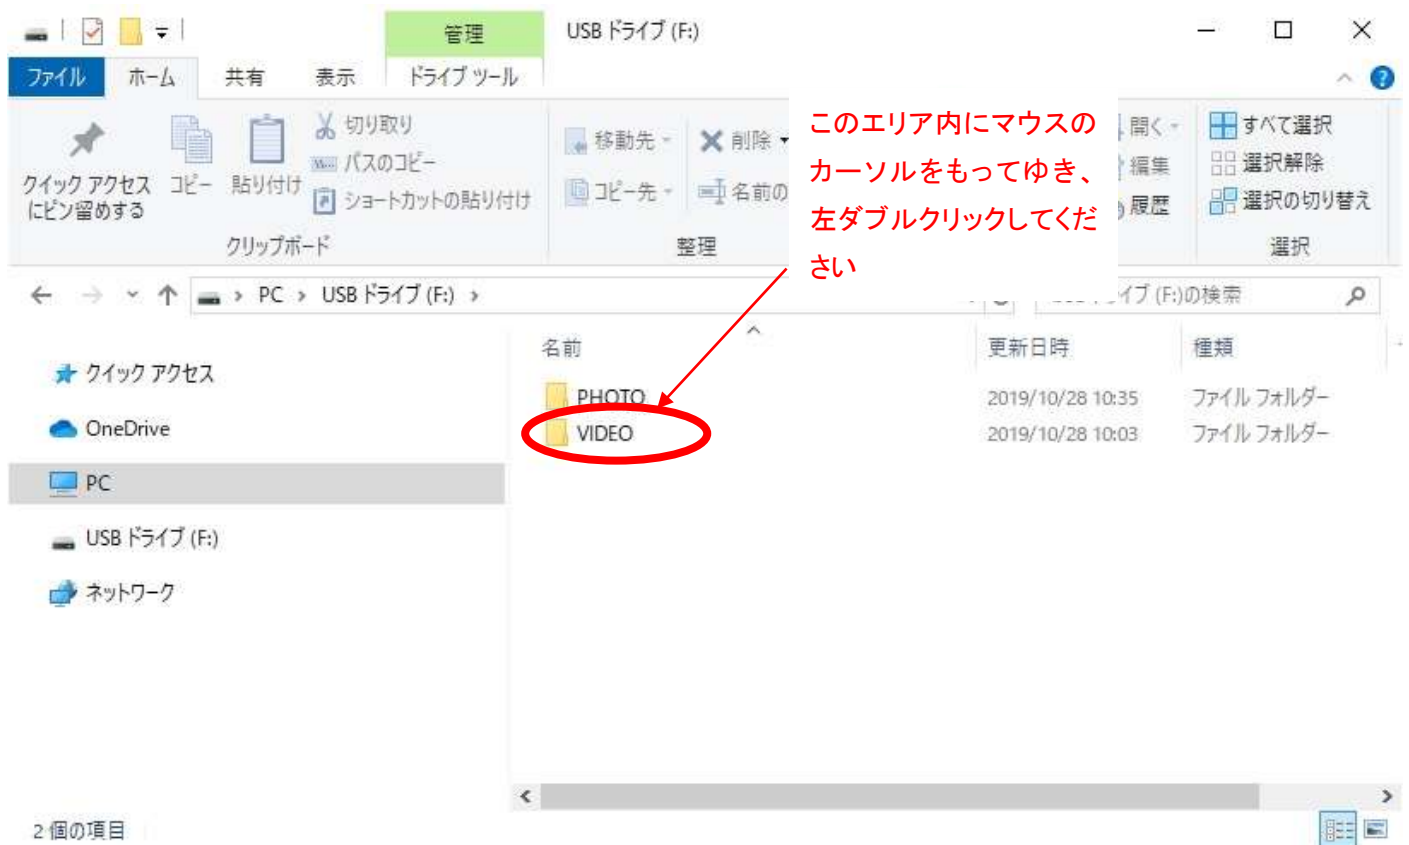 管理 USB ドライブ (F:)
ファイル ホーム 共有 表示 ドライブ ツール
クイック アクセス
にピン留めする
コピー
貼り付け
切り取り
パスのコピー
ショートカットの貼り付け
クリップボード
移動先
コピー先
削除
名前の
整理
このエリア内にマウスの
カーソルをもってゆき、
左ダブルクリックしてくだ
さい
開く
編集
履歴
すべて選択
選択解除
選択の切り替え
選択
PC › USB ドライブ (F:) ›
イブ (F:)の検索
クイック アクセス
OneDrive
PC
USB ドライブ (F:)
ネットワーク
名前 更新日時 種類
PHOTO 2019/10/28 10:35 ファイル フォルダー
VIDEO 2019/10/28 10:03 ファイル フォルダー
2 個の項目